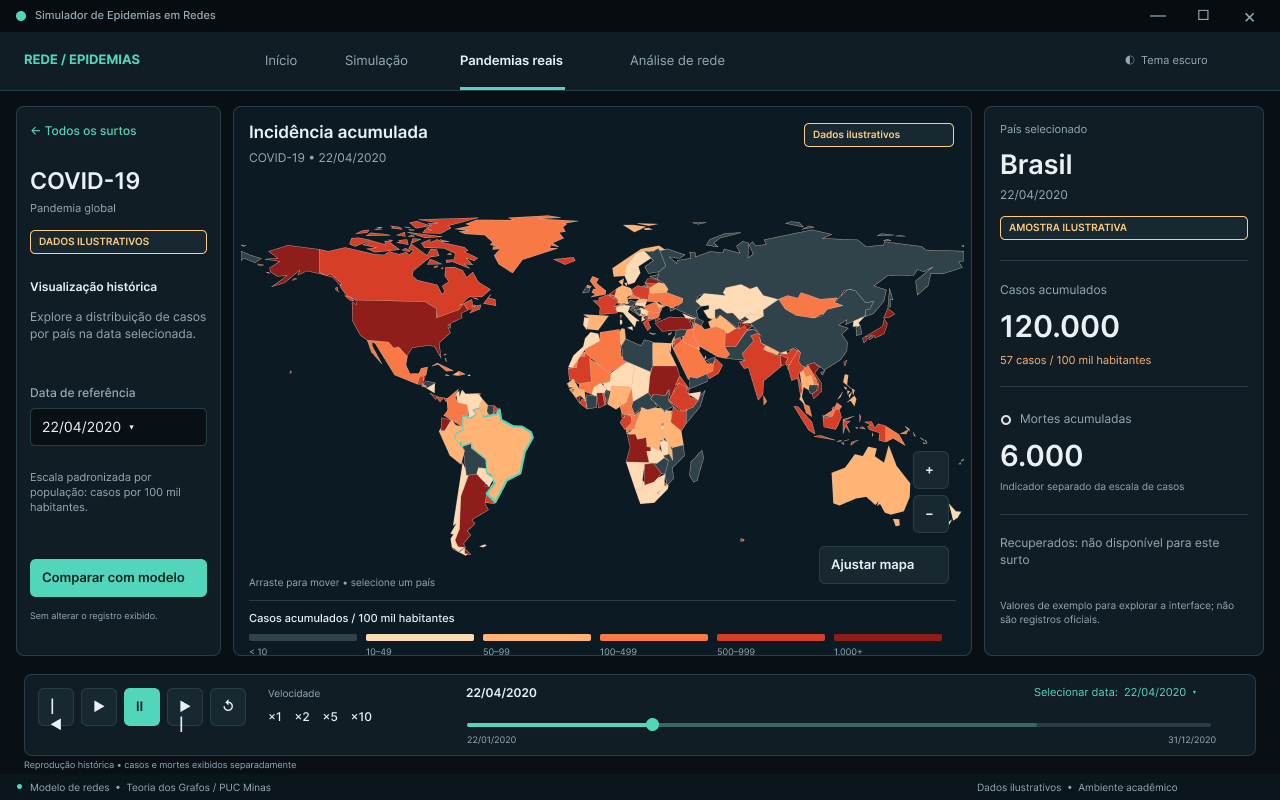 Simulador de Epidemias em Redes
REDE / EPIDEMIAS
Início
Simulação
Pandemias reais
Análise de rede
Tema escuro
← Todos os surtos
COVID-19
Pandemia global
DADOS ILUSTRATIVOS
Visualização histórica
Explore a distribuição de casos
por país na data selecionada.
Data de referência
22/04/2020
Escala padronizada por
população: casos por 100 mil
habitantes.
Comparar com modelo
Sem alterar o registro exibido.
Incidência acumulada
COVID-19 • 22/04/2020
Dados ilustrativos
+
−
Ajustar mapa
Arraste para mover • selecione um país
Casos acumulados / 100 mil habitantes
< 10
10–49
50–99
100–499
500–999
1.000+
País selecionado
Brasil
22/04/2020
AMOSTRA ILUSTRATIVA
Casos acumulados
120.000
57 casos / 100 mil habitantes
Mortes acumuladas
6.000
Indicador separado da escala de casos
Recuperados: não disponível para este
surto
Valores de exemplo para explorar a interface; não
são registros oficiais.
Velocidade
×1 ×2 ×5 ×10
22/04/2020
Selecionar data: 22/04/2020
22/01/2020
31/12/2020
Reprodução histórica • casos e mortes exibidos separadamente
Modelo de redes • Teoria dos Grafos / PUC Minas
Dados ilustrativos • Ambiente acadêmico